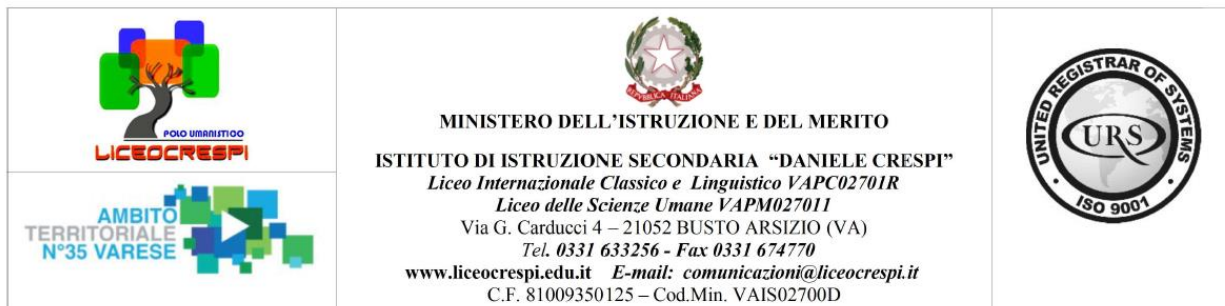 POLO UMANISTICO
LICEOCRESPI
AMBITO
TERRITORIALE
N°35 VARESE
REPVBBLICA ITALIANA
MINISTERO DELL’ISTRUZIONE E DEL MERITO
ISTITUTO DI ISTRUZIONE SECONDARIA “DANIELE CRESPI”
Liceo Internazionale Classico e Linguistico VAPC02701R
Liceo delle Scienze Umane VAPM027011
Via G. Carducci 4 – 21052 BUSTO ARSIZIO (VA)
Tel. 0331 633256 - Fax 0331 674770
www.liceocrespi.edu.it E-mail: comunicazioni@liceocrespi.it
C.F. 81009350125 – Cod.Min. VAIS02700D
UNITED REGISTRAR OF SYSTEMS
URS
ISO 9001